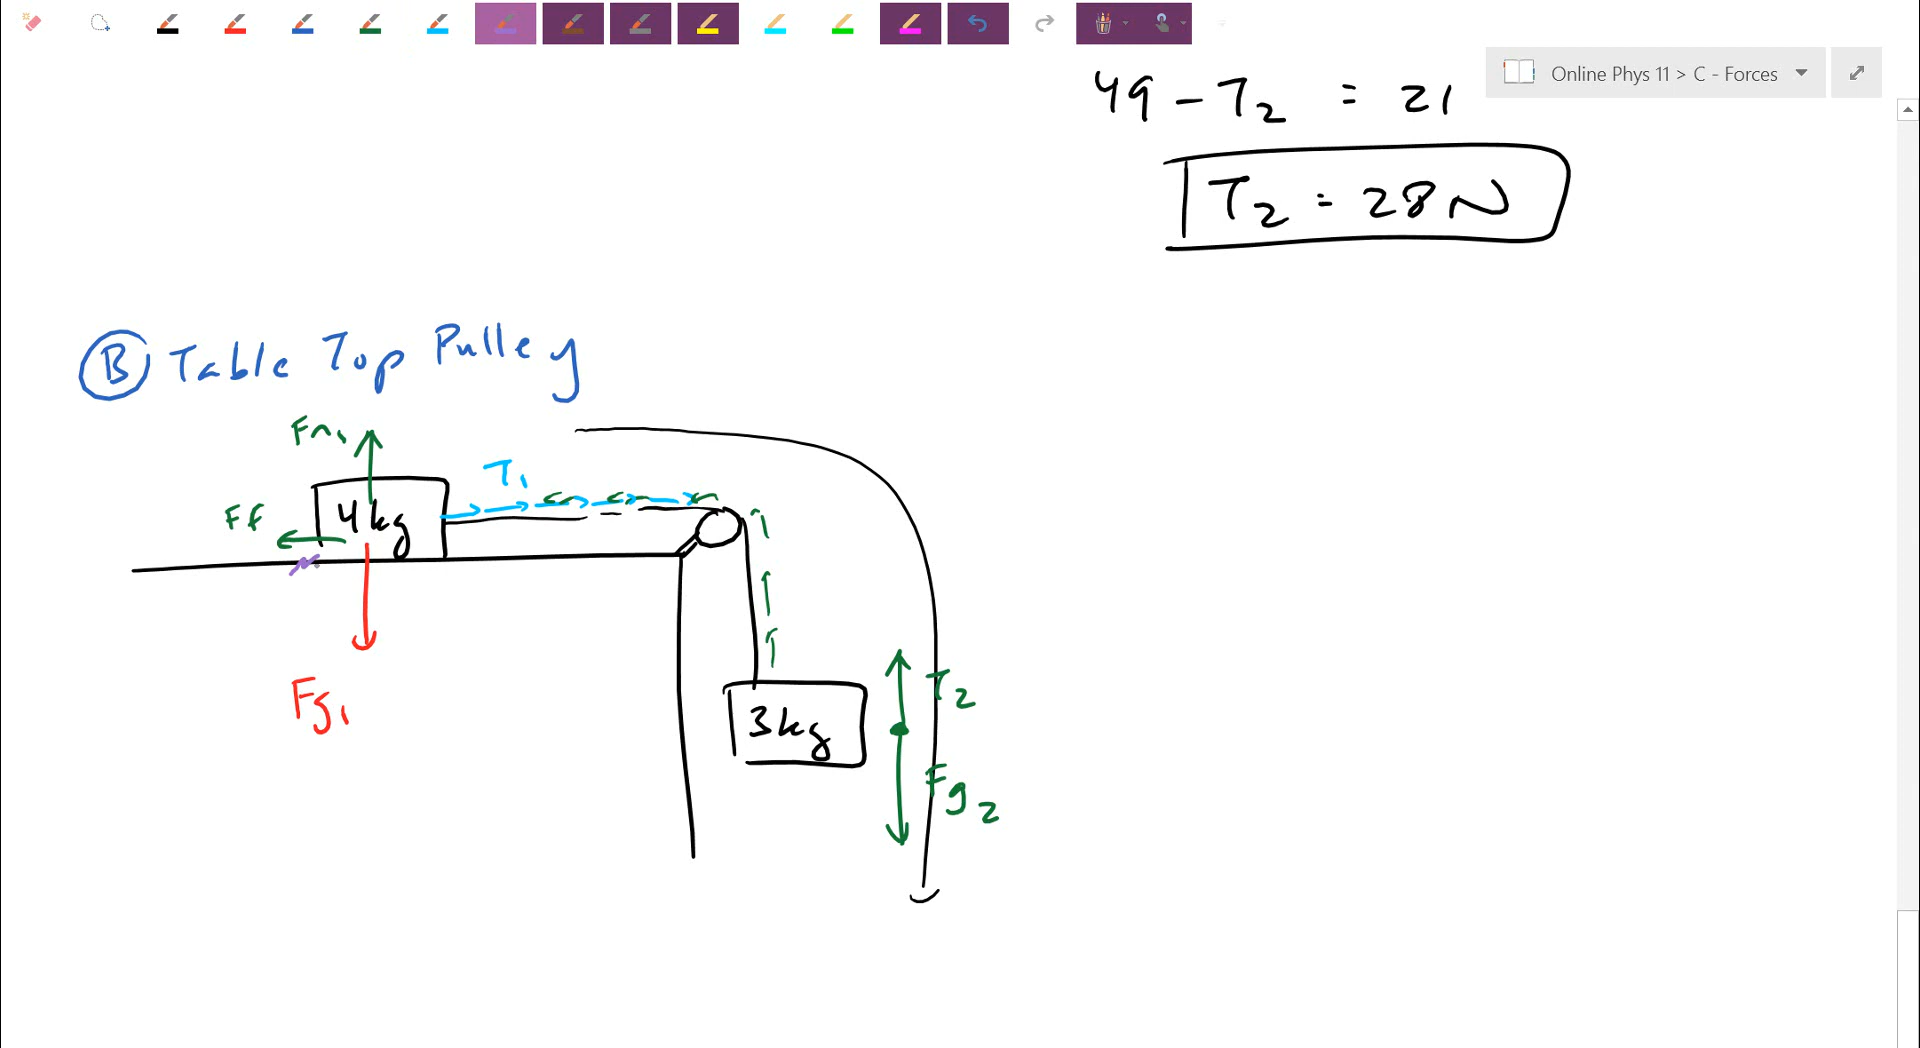 Online Phys 11 > C - Forces
49 - T2 = 21
T2 = 28 N
B Table Top Pulley
Fn1
T1
Ff
4kg
Fg1
3kg
T2
Fg2